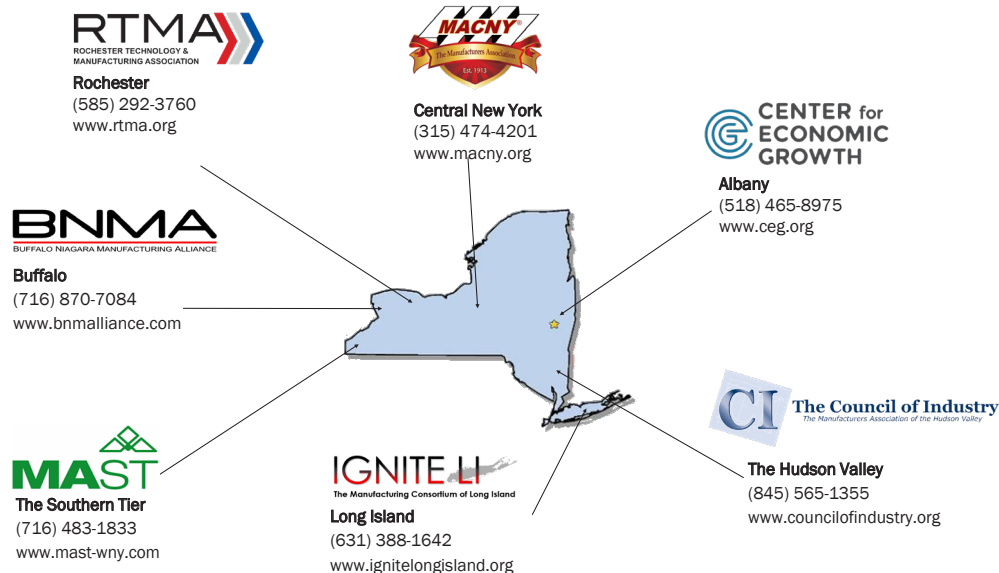 RTMA
ROCHESTER TECHNOLOGY &
MANUFACTURING ASSOCIATION
Rochester
(585) 292-3760
www.rtma.org
MACNY®
The Manufacturers Association
Est. 1913
Central New York
(315) 474-4201
www.macny.org
CENTER for
ECONOMIC
GROWTH
Albany
(518) 465-8975
www.ceg.org
BNMA
BUFFALO NIAGARA MANUFACTURING ALLIANCE
Buffalo
(716) 870-7084
www.bnmalliance.com
CI
The Council of Industry
The Manufacturers Association of the Hudson Valley
The Hudson Valley
(845) 565-1355
www.councilofindustry.org
MAST
The Southern Tier
(716) 483-1833
www.mast-wny.com
IGNITE LI
The Manufacturing Consortium of Long Island
Long Island
(631) 388-1642
www.ignitelongisland.org